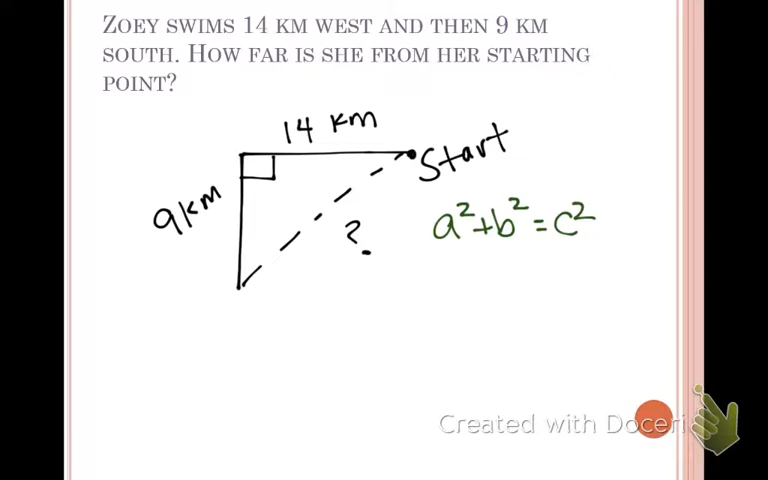 ZOEY SWIMS 14 KM WEST AND THEN 9 KM
SOUTH. HOW FAR IS SHE FROM HER STARTING
POINT?
14 km
Start
9km
?
a²+b²=c²
Created with Doceri